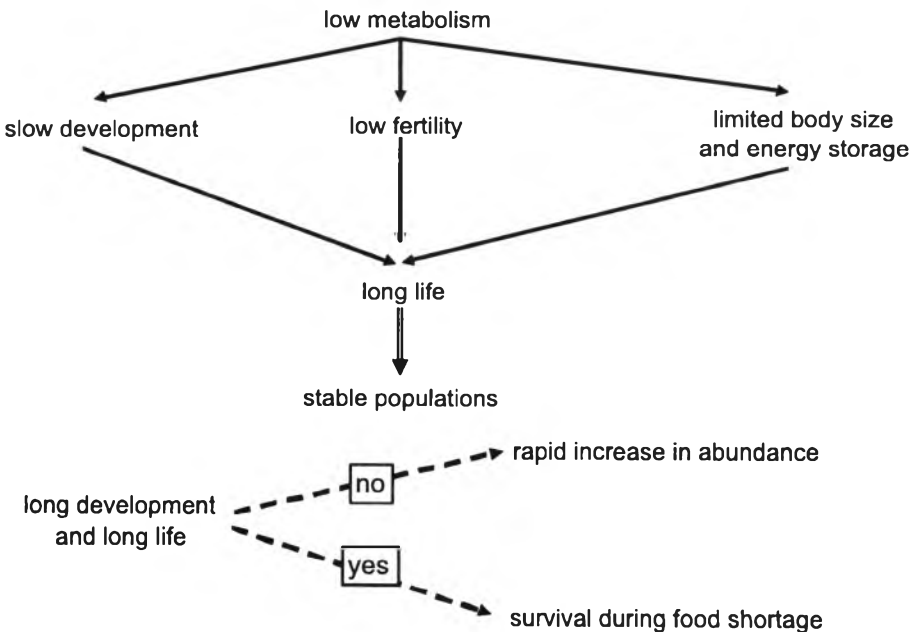 low metabolism
slow development
low fertility
limited body size
and energy storage
long life
stable populations
rapid increase in abundance
no
long development
and long life
yes
survival during food shortage